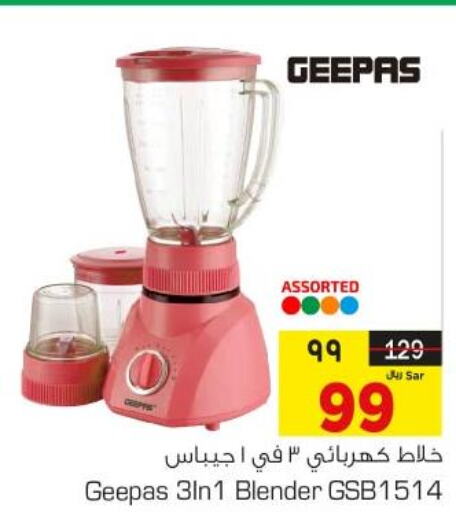 GEEPAS
ASSORTED
٩٩ 129
ريال Sar
99
GEEPAS
خلاط كهربائي ٣ في ١ جيباس
Geepas 3In1 Blender GSB1514